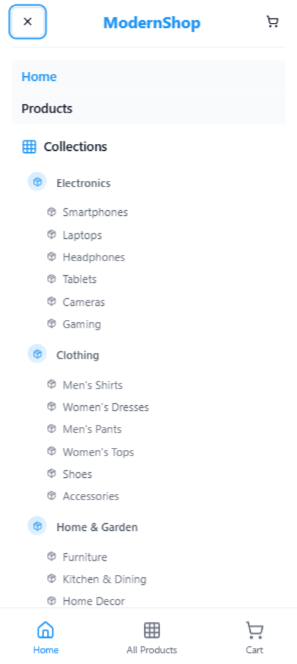 ModernShop
Home
Products
Collections
Electronics
Smartphones
Laptops
Headphones
Tablets
Cameras
Gaming
Clothing
Men's Shirts
Women's Dresses
Men's Pants
Women's Tops
Shoes
Accessories
Home & Garden
Furniture
Kitchen & Dining
Home Decor
Home
All Products
Cart